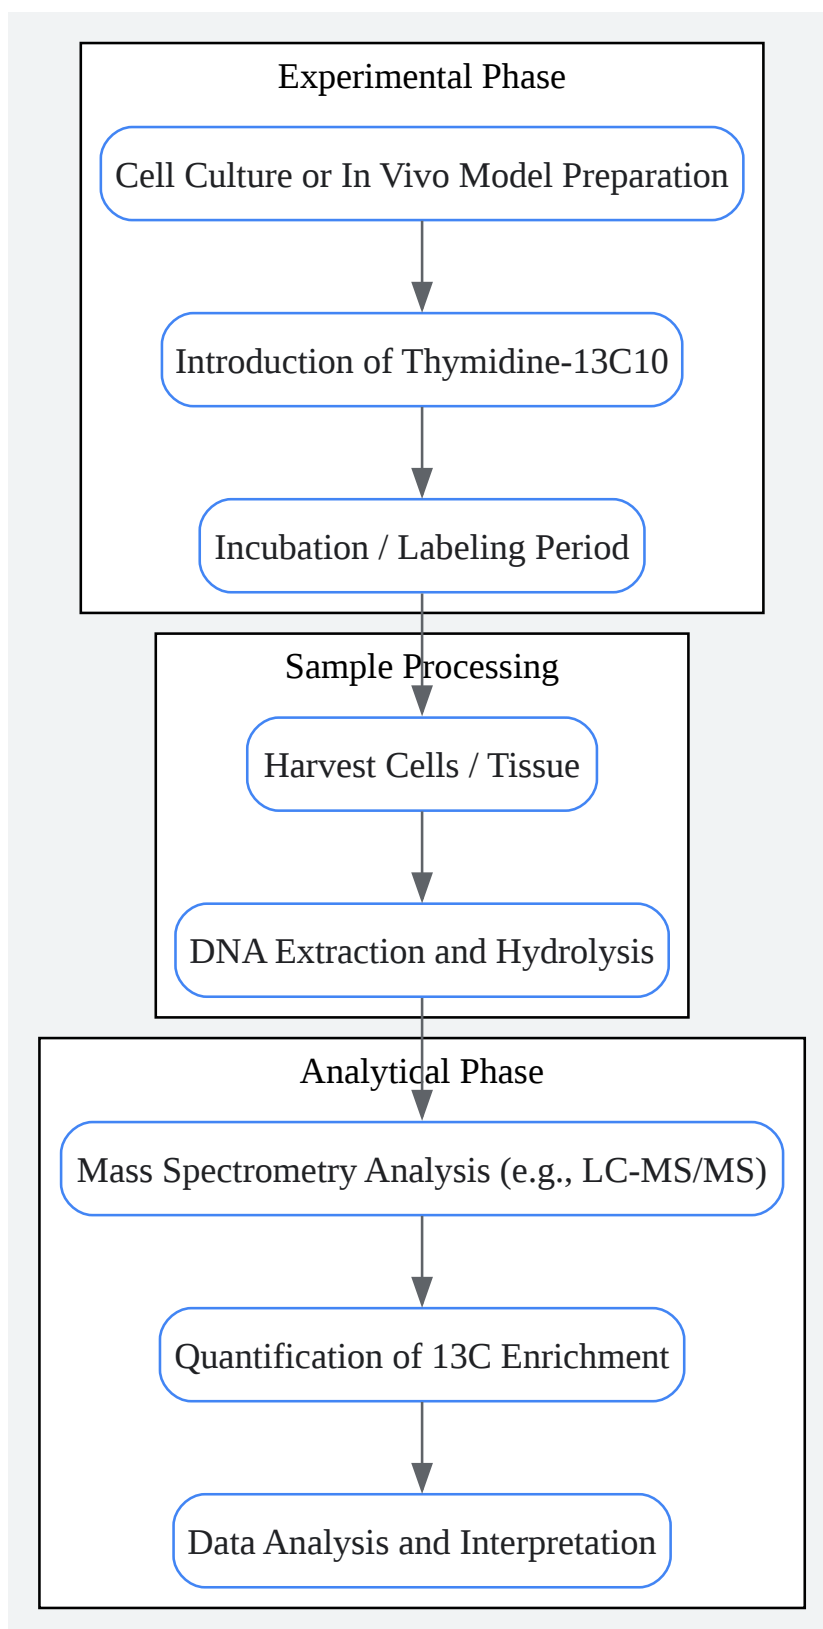 Experimental Phase
Cell Culture or In Vivo Model Preparation
Introduction of Thymidine-13C10
Incubation / Labeling Period
Sample Processing
Harvest Cells / Tissue
DNA Extraction and Hydrolysis
Analytical Phase
Mass Spectrometry Analysis (e.g., LC-MS/MS)
Quantification of 13C Enrichment
Data Analysis and Interpretation